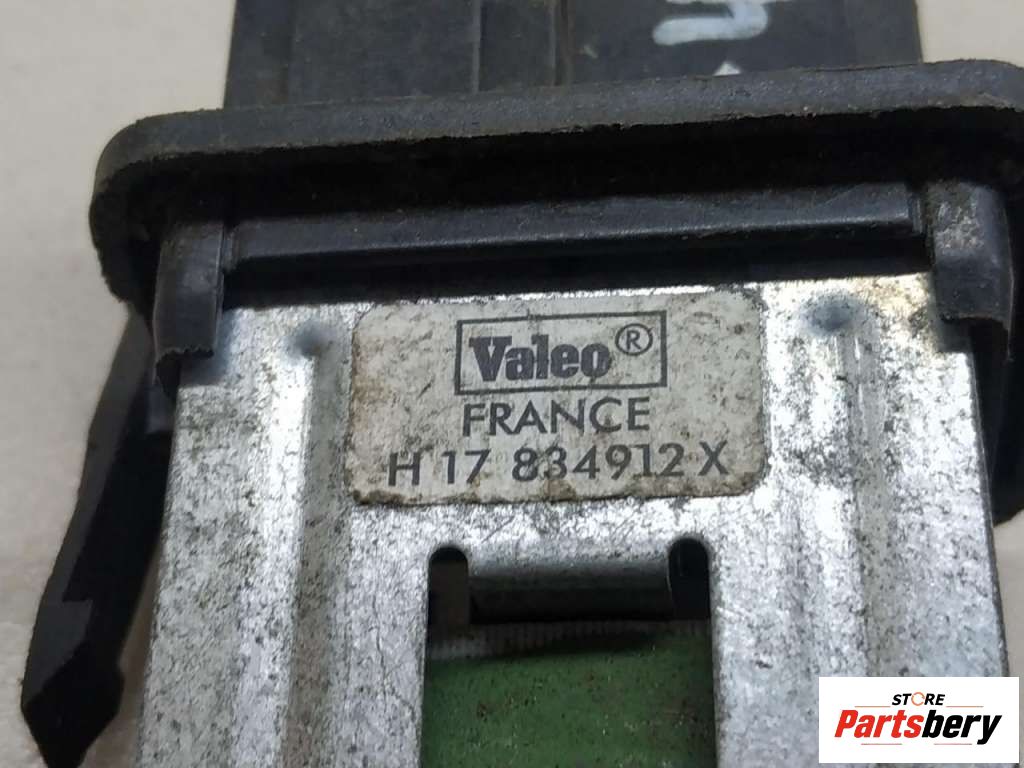 Valeo®
FRANCE
H 17 834912 X
STORE
Partsbery